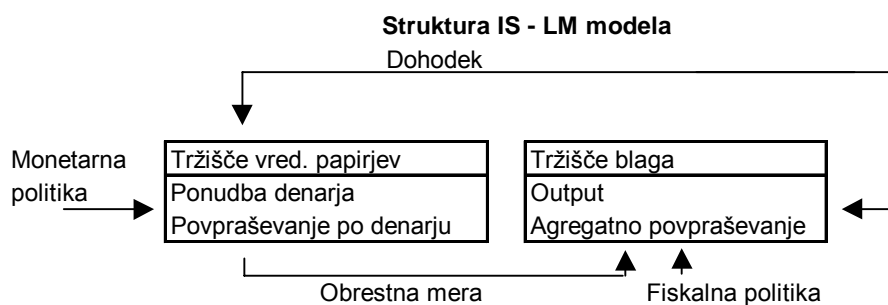 Struktura IS - LM modela
Dohodek
Monetarna
politika
Tržišče vred. papirjev
Ponudba denarja
Povpraševanje po denarju
Tržišče blaga
Output
Agregatno povpraševanje
Obrestna mera
Fiskalna politika